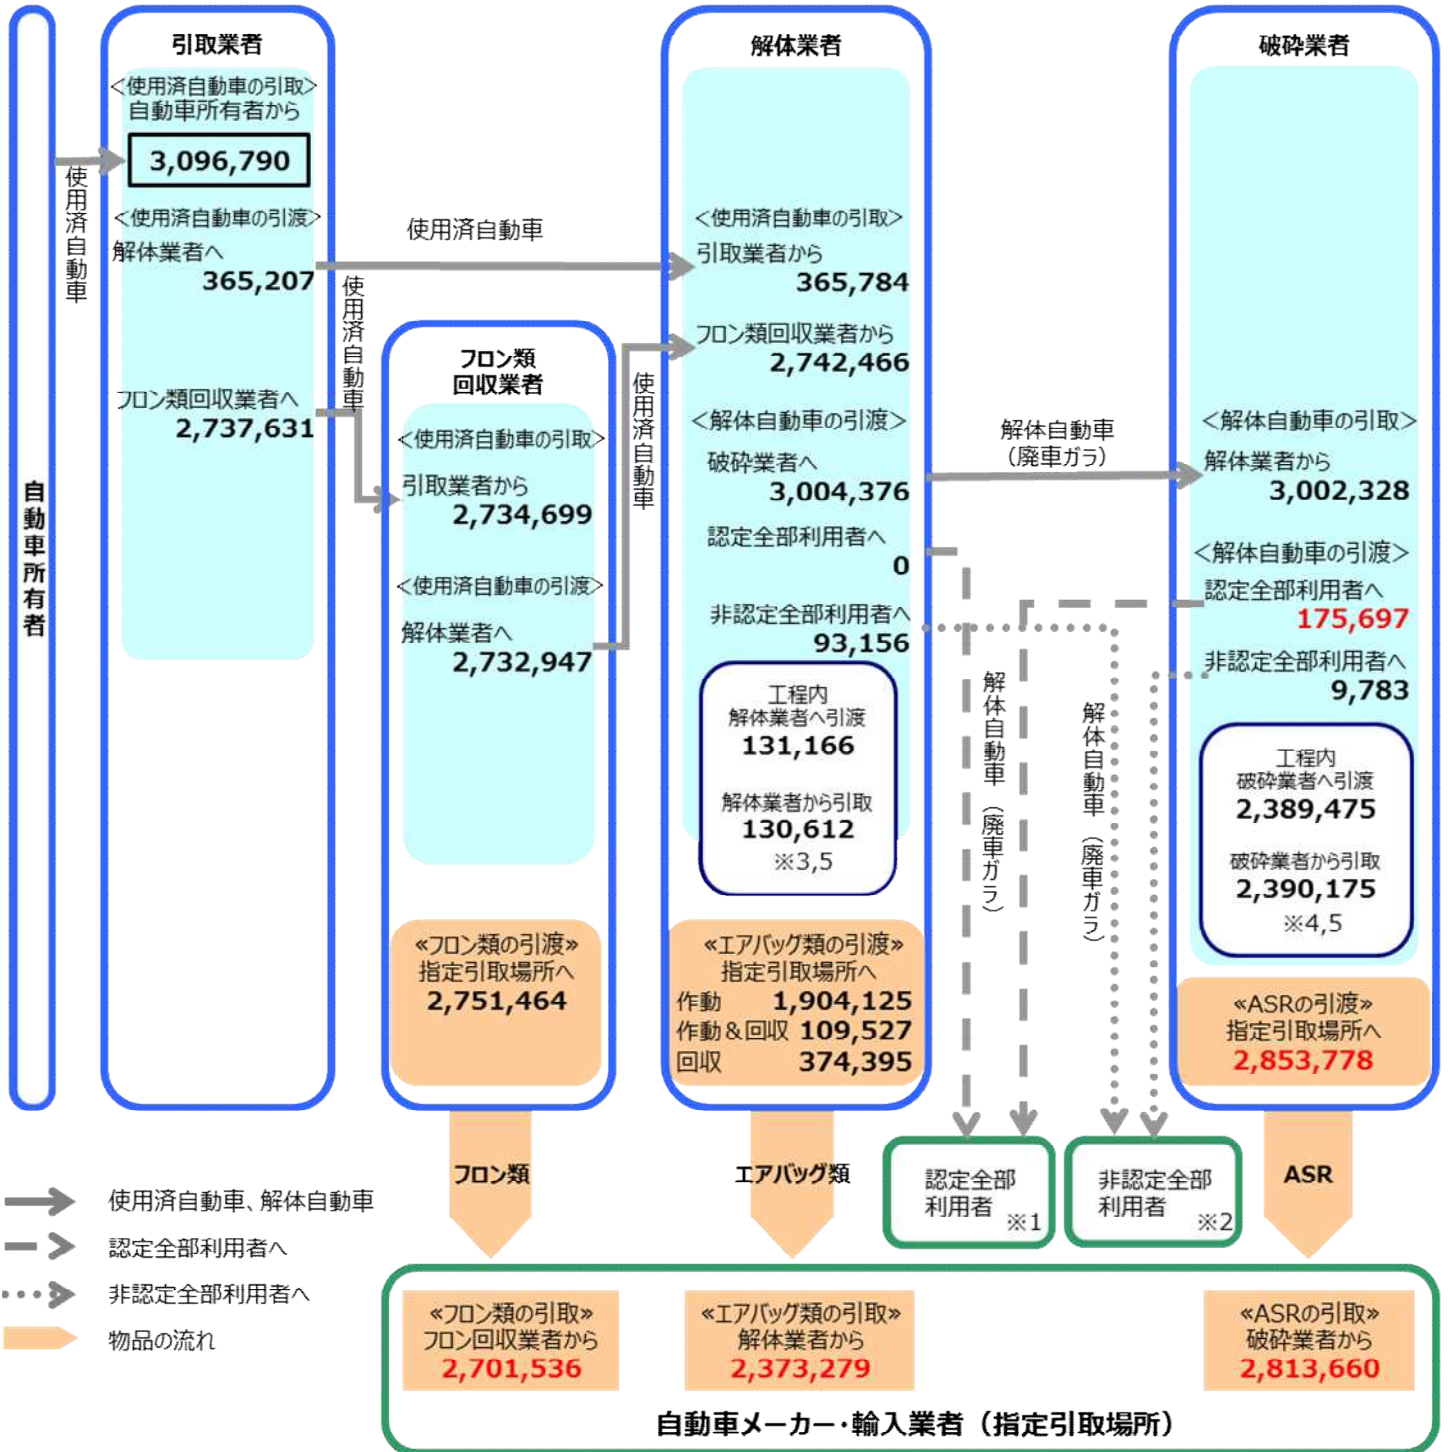 自動車所有者
使用済自動車
引取業者
<使用済自動車の引取>
自動車所有者から
3,096,790
<使用済自動車の引渡>
解体業者へ
365,207
フロン類回収業者へ
2,737,631
使用済自動車
使用済自動車
フロン類
回収業者
<使用済自動車の引取>
引取業者から
2,734,699
<使用済自動車の引渡>
解体業者へ
2,732,947
«フロン類の引渡»
指定引取場所へ
2,751,464
使用済自動車
解体業者
<使用済自動車の引取>
引取業者から
365,784
フロン類回収業者から
2,742,466
<解体自動車の引渡>
破砕業者へ
3,004,376
認定全部利用者へ
0
非認定全部利用者へ
93,156
工程内
解体業者へ引渡
131,166
解体業者から引取
130,612
※3,5
«エアバッグ類の引渡»
指定引取場所へ
作動 1,904,125
作動&回収 109,527
回収 374,395
解体自動車
(廃車ガラ)
解体自動車(廃車ガラ)
解体自動車(廃車ガラ)
破砕業者
<解体自動車の引取>
解体業者から
3,002,328
<解体自動車の引渡>
認定全部利用者へ
175,697
非認定全部利用者へ
9,783
工程内
破砕業者へ引渡
2,389,475
破砕業者から引取
2,390,175
※4,5
«ASRの引渡»
指定引取場所へ
2,853,778
フロン類
エアバッグ類
認定全部
利用者 ※1
非認定全部
利用者 ※2
ASR
使用済自動車、解体自動車
認定全部利用者へ
非認定全部利用者へ
物品の流れ
«フロン類の引取»
フロン回収業者から
2,701,536
«エアバッグ類の引取»
解体業者から
2,373,279
«ASRの引取»
破砕業者から
2,813,660
自動車メーカー・輸入業者(指定引取場所)